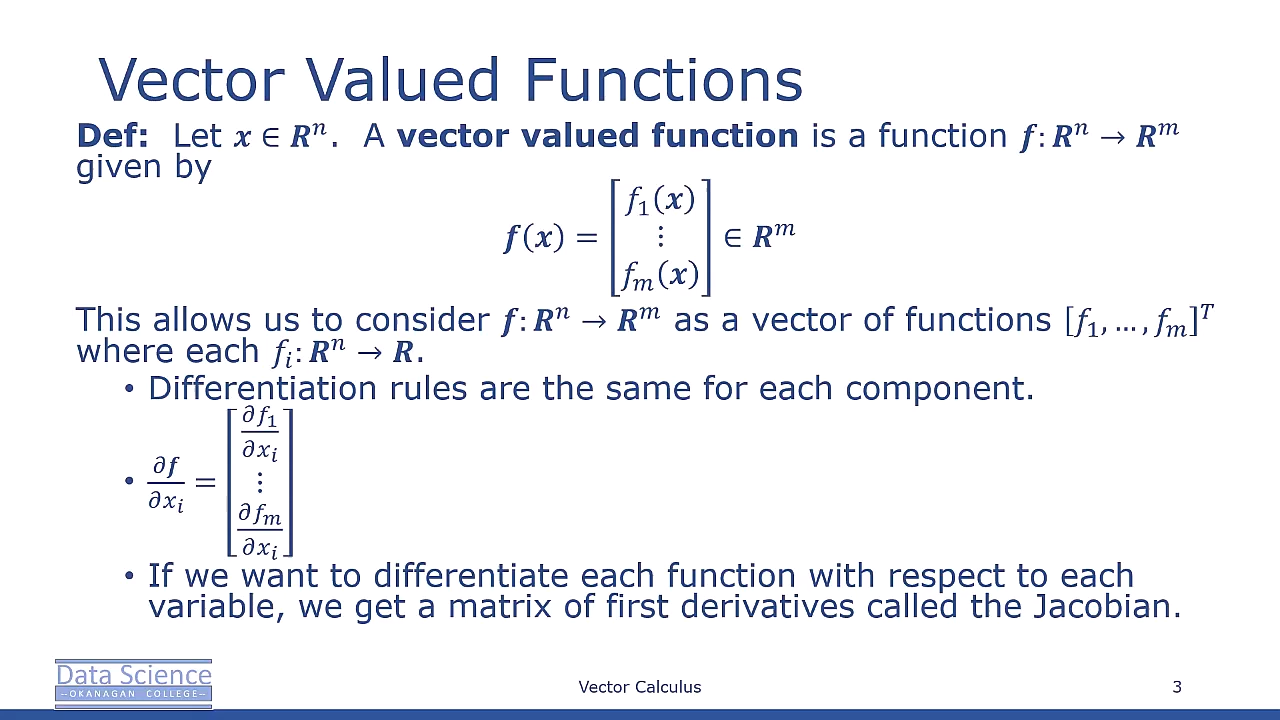 Vector Valued Functions
Def: Let 𝒙 ∈ 𝑹ⁿ. A vector valued function is a function 𝒇: 𝑹ⁿ → 𝑹ᵐ
given by
𝒇(𝒙) = [f₁(𝒙) ⋮ fₘ(𝒙)] ∈ 𝑹ᵐ
This allows us to consider 𝒇: 𝑹ⁿ → 𝑹ᵐ as a vector of functions [f₁, … , fₘ]ᵀ
where each fᵢ: 𝑹ⁿ → 𝑹.
• Differentiation rules are the same for each component.
• ∂𝒇/∂xᵢ = [∂f₁/∂xᵢ ⋮ ∂fₘ/∂xᵢ]
• If we want to differentiate each function with respect to each
variable, we get a matrix of first derivatives called the Jacobian.
Data Science
OKANAGAN COLLEGE
Vector Calculus
3